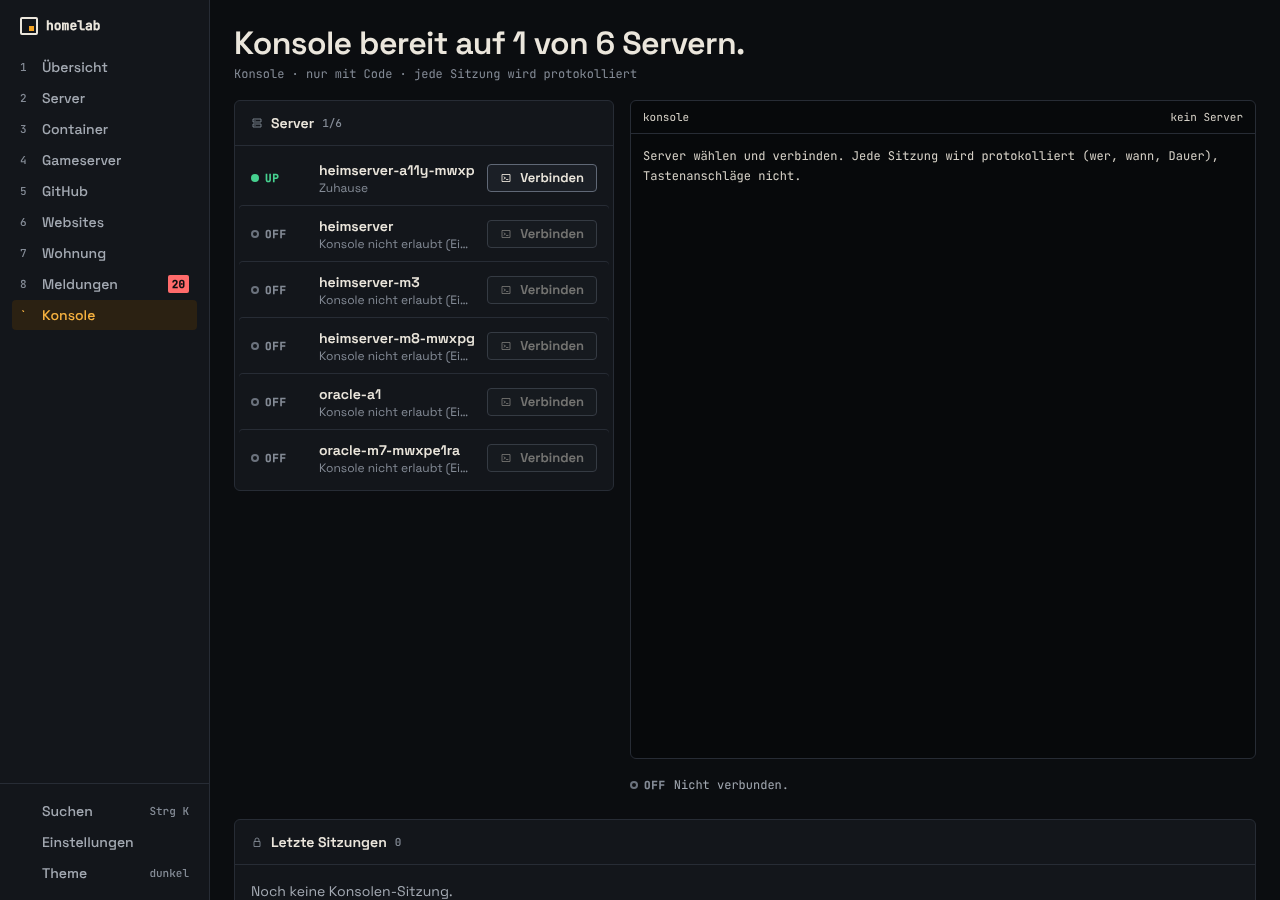 homelab
1 Übersicht
2 Server
3 Container
4 Gameserver
5 GitHub
6 Websites
7 Wohnung
8 Meldungen 20
` Konsole
Suchen Strg K
Einstellungen
Theme dunkel
Konsole bereit auf 1 von 6 Servern.
Konsole · nur mit Code · jede Sitzung wird protokolliert
Server 1/6
UP heimserver-a11y-mwxp Verbinden
Zuhause
OFF heimserver Verbinden
Konsole nicht erlaubt (Ei...
OFF heimserver-m3 Verbinden
Konsole nicht erlaubt (Ei...
OFF heimserver-m8-mwxpg Verbinden
Konsole nicht erlaubt (Ei...
OFF oracle-a1 Verbinden
Konsole nicht erlaubt (Ei...
OFF oracle-m7-mwxpe1ra Verbinden
Konsole nicht erlaubt (Ei...
konsole kein Server
Server wählen und verbinden. Jede Sitzung wird protokolliert (wer, wann, Dauer),
Tastenanschläge nicht.
OFF Nicht verbunden.
Letzte Sitzungen 0
Noch keine Konsolen-Sitzung.